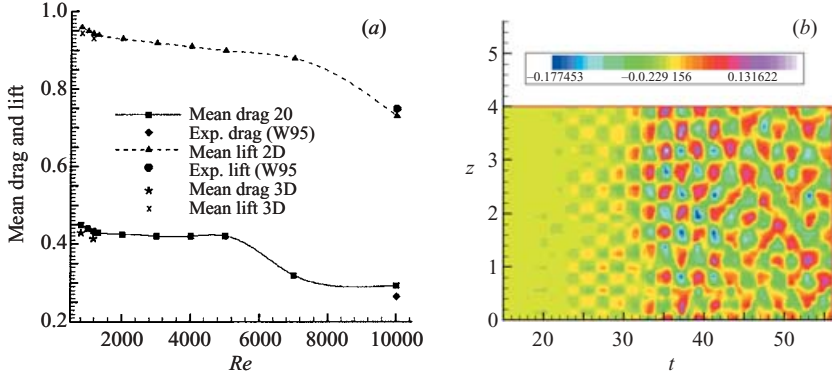 (a)
1.0
0.8
0.6
0.4
0.2
Mean drag and lift
Mean drag 20
Exp. drag (W95)
Mean lift 2D
Exp. lift (W95
Mean drag 3D
Mean lift 3D
2000 4000 6000 8000 10000
Re
(b)
5
4
3
2
1
0
z
–0.177453 –0.0.229 156 0.131622
20 30 40 50
t